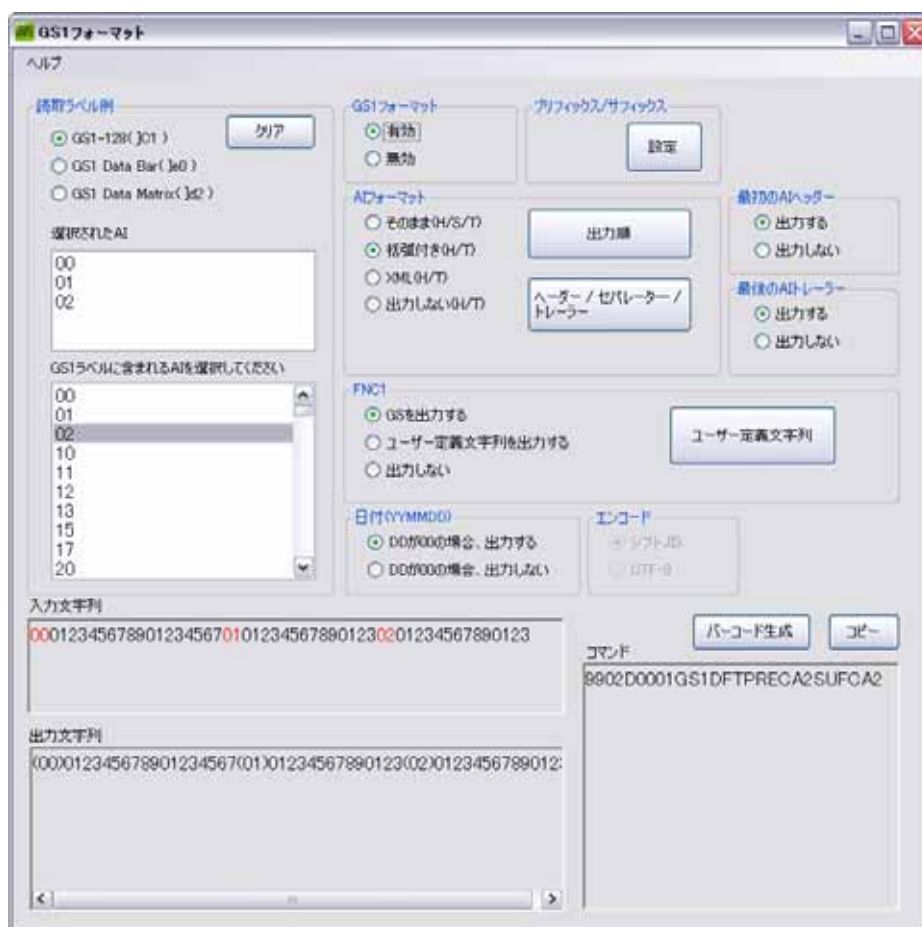 GS1フォーマット
ヘルプ
読取ラベル例
GS1-128( ]C1 )
クリア
GS1 Data Bar( ]e0 )
GS1 Data Matrix( ]d2 )
選択されたAI
00
01
02
GS1ラベルに含まれるAIを選択してください
00
01
02
10
11
12
13
15
17
20
GS1フォーマット
有効
無効
プリフィックス/サフィックス
設定
AIフォーマット
そのまま(H/S/T)
括弧付き(H/T)
XML(H/T)
出力しない(H/T)
出力順
ヘーダー / セパレーター /
トレーラー
最初のAIヘッダー
出力する
出力しない
最後のAIトレーラー
出力する
出力しない
FNC1
GSを出力する
ユーザー定義文字列を出力する
出力しない
ユーザー定義文字列
日付(YYMMDD)
DDが00の場合、出力する
DDが00の場合、出力しない
エンコード
シフトJIS
UTF-8
入力文字列
0001234567890123456701012345678901230201234567890123
出力文字列
(00)012345678901234567(01)01234567890123(02)0123456789012
バーコード生成
コピー
コマンド
9902D0001GS1DFTPRECA2SUFCA2